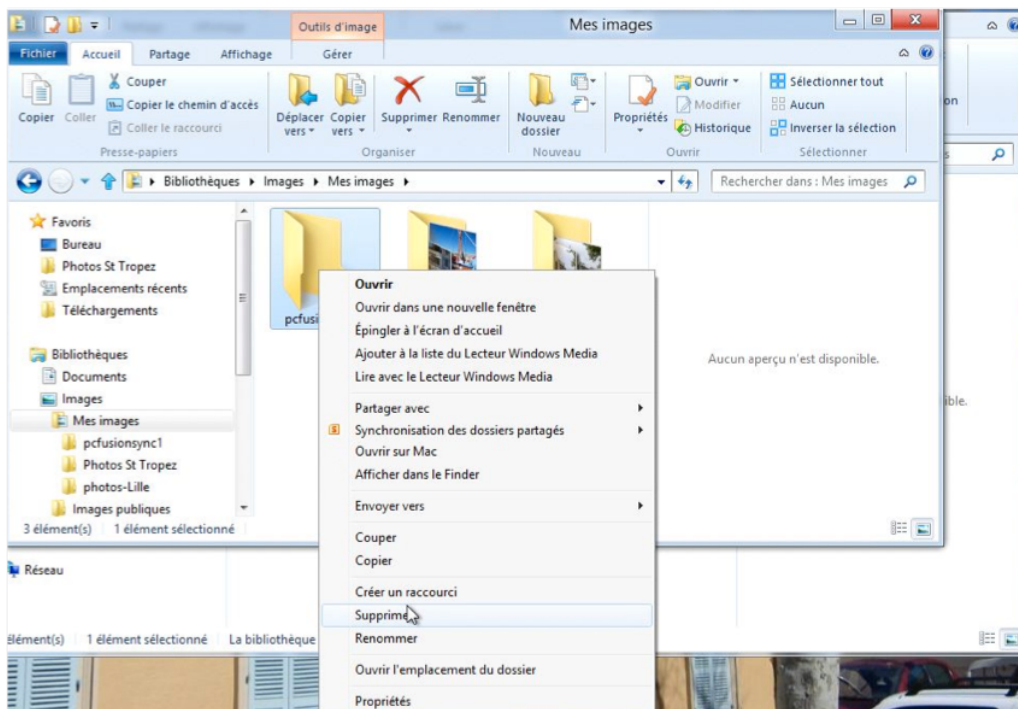 Outils d'image
Mes images
Fichier
Accueil
Partage
Affichage
Gérer
Copier
Coller
Couper
Copier le chemin d'accès
Coller le raccourci
Presse-papiers
Déplacer vers
Copier vers
Supprimer
Renommer
Organiser
Nouveau dossier
Nouveau
Propriétés
Ouvrir
Modifier
Historique
Ouvrir
Sélectionner tout
Aucun
Inverser la sélection
Sélectionner
on
Bibliothèques
Images
Mes images
Rechercher dans : Mes images
s
Favoris
Bureau
Photos St Tropez
Emplacements récents
Téléchargements
Bibliothèques
Documents
Images
Mes images
pcfusionsync1
Photos St Tropez
photos-Lille
Images publiques
3 élément(s)
1 élément sélectionné
pcfusi
Aucun aperçu n'est disponible.
ible.
Ouvrir
Ouvrir dans une nouvelle fenêtre
Épingler à l'écran d'accueil
Ajouter à la liste du Lecteur Windows Media
Lire avec le Lecteur Windows Media
Partager avec
Synchronisation des dossiers partagés
Ouvrir sur Mac
Afficher dans le Finder
Envoyer vers
Couper
Copier
Créer un raccourci
Supprimer
Renommer
Ouvrir l'emplacement du dossier
Propriétés
Réseau
élément(s)
1 élément sélectionné
La bibliothèque